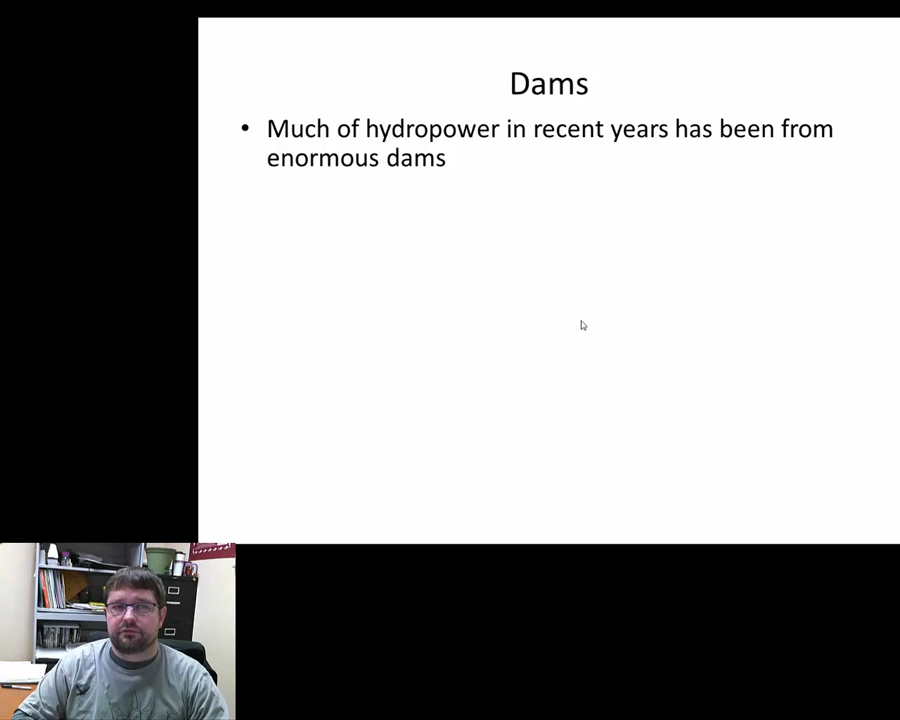 Dams
• Much of hydropower in recent years has been from
enormous dams